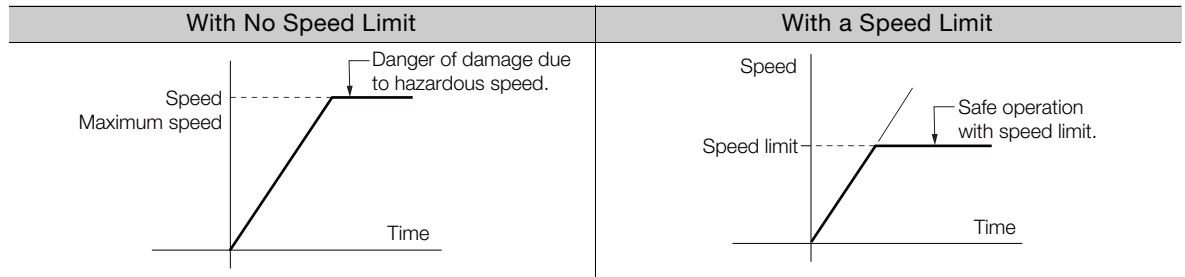 With No Speed Limit
With a Speed Limit
Danger of damage due
to hazardous speed.
Speed
Maximum speed
Time
Speed
Safe operation
with speed limit.
Speed limit
Time